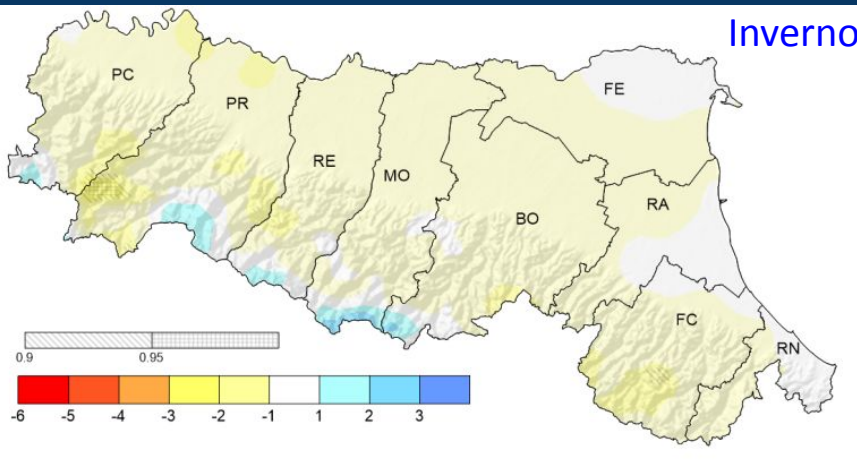 Inverno
PC
PR
RE
MO
FE
BO
RA
FC
RN
0.9 0.95
-6 -5 -4 -3 -2 -1 1 2 3